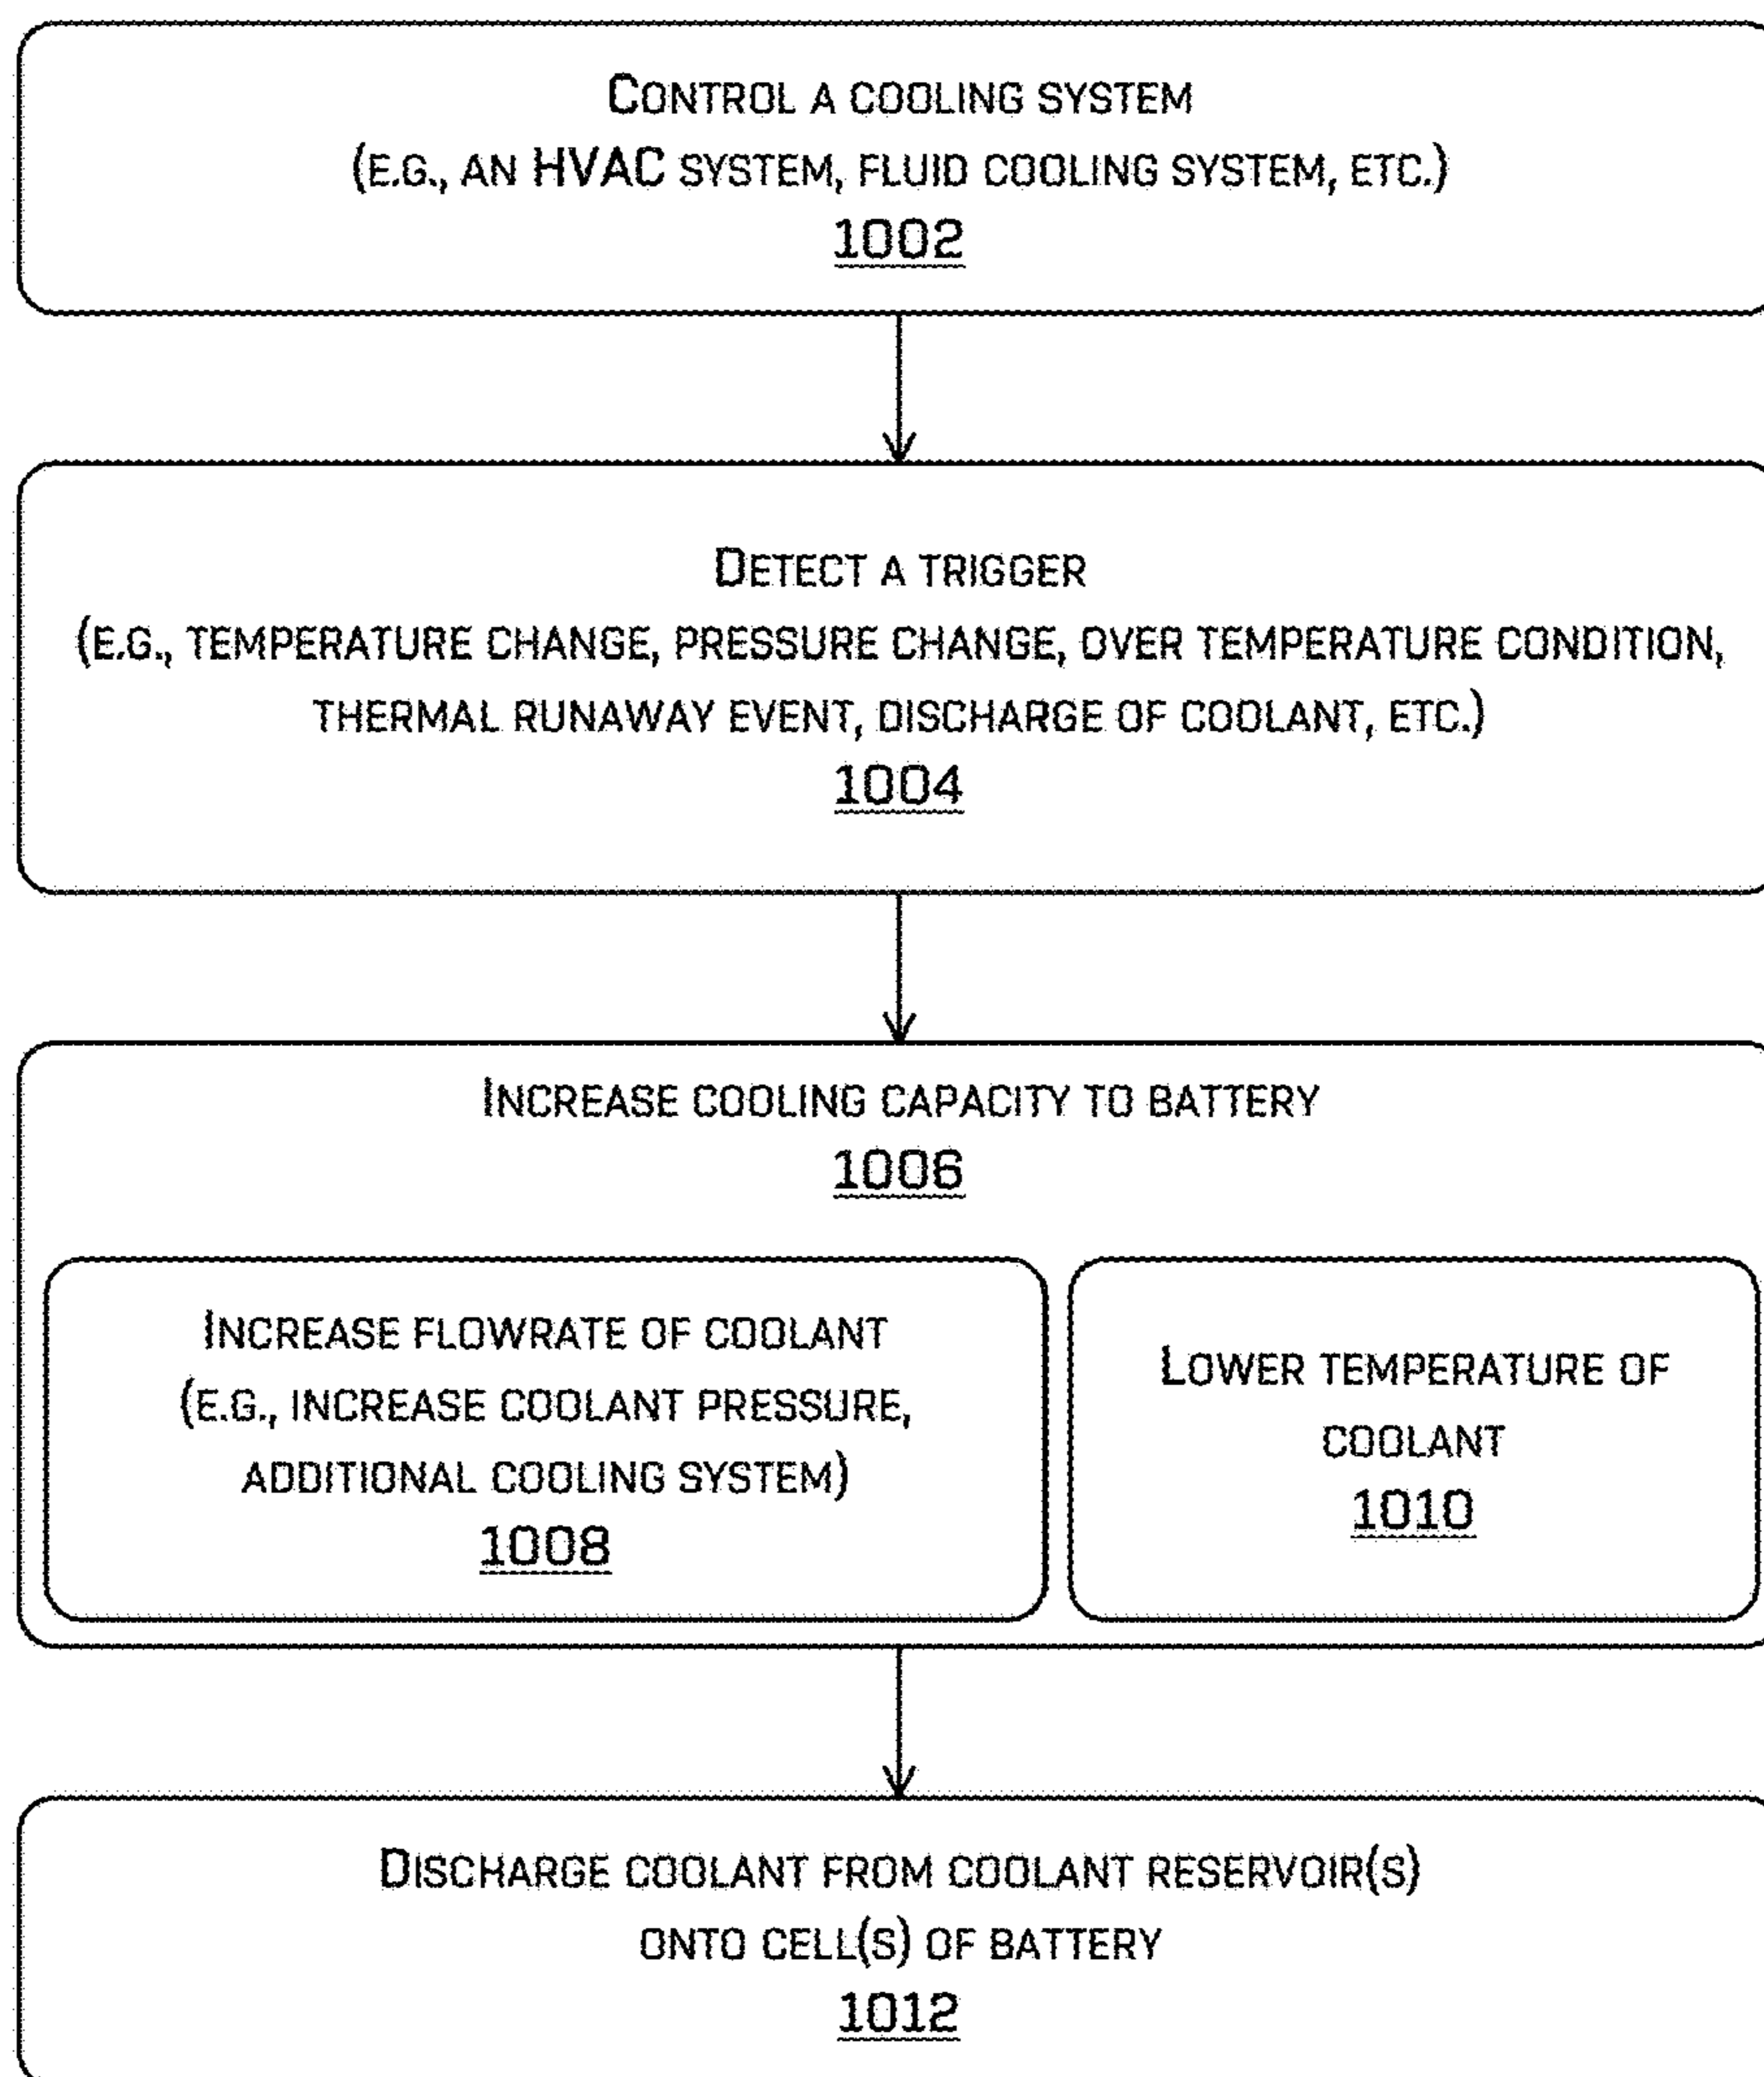 Control a cooling system
(e.g., an HVAC system, fluid cooling system, etc.)
1002
Detect a trigger
(e.g., temperature change, pressure change, over temperature condition,
thermal runaway event, discharge of coolant, etc.)
1004
Increase cooling capacity to battery
1006
Increase flowrate of coolant
(e.g., increase coolant pressure,
additional cooling system)
1008
Lower temperature of
coolant
1010
Discharge coolant from coolant reservoir(s)
onto cell(s) of battery
1012